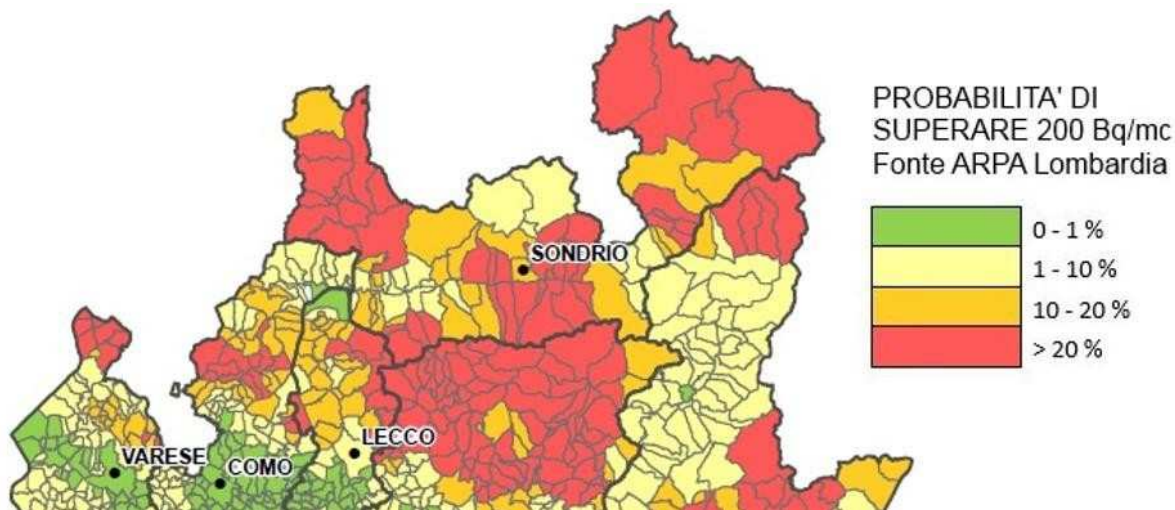 PROBABILITA' DI
SUPERARE 200 Bq/mc
Fonte ARPA Lombardia
0 - 1 %
1 - 10 %
10 - 20 %
> 20 %
SONDRIO
LECCO
VARESE
COMO